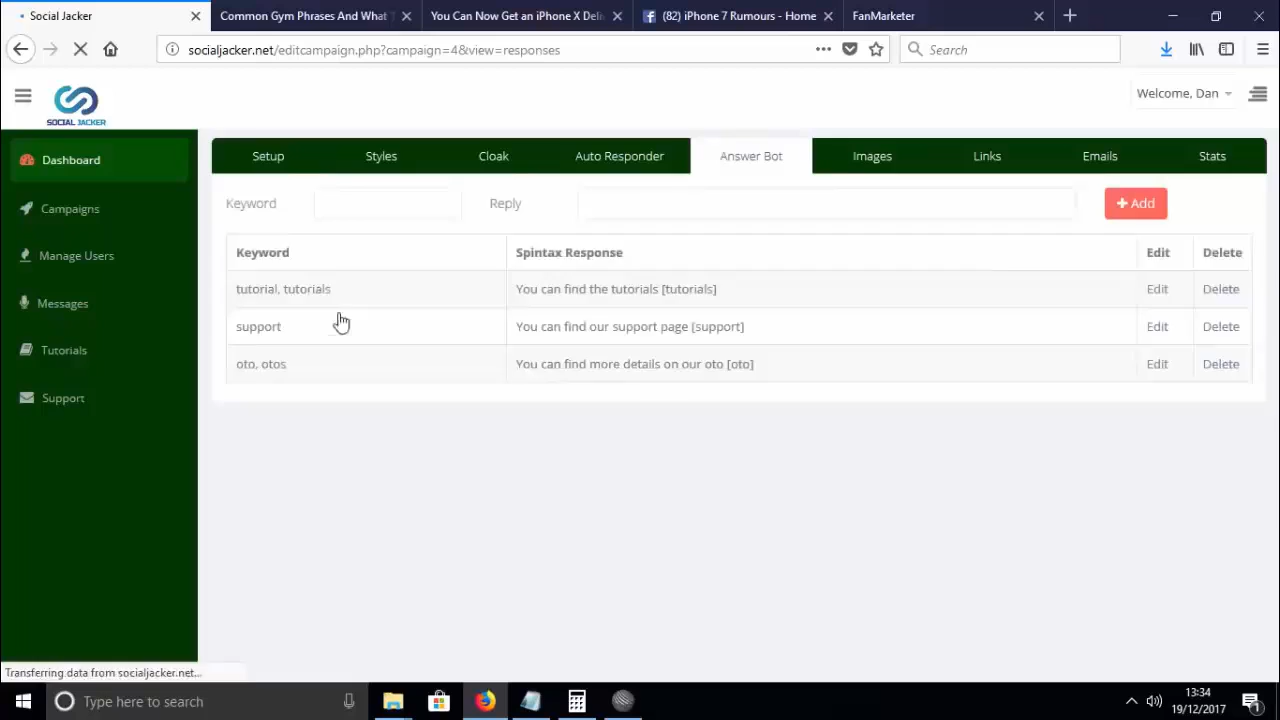 Social Jacker
Common Gym Phrases And What
You Can Now Get an iPhone X Deli
(82) iPhone 7 Rumours - Home
FanMarketer
socialjacker.net/editcampaign.php?campaign=4&view=responses
Search
SOCIAL JACKER
Welcome, Dan
Dashboard
Campaigns
Manage Users
Messages
Tutorials
Support
Setup
Styles
Cloak
Auto Responder
Answer Bot
Images
Links
Emails
Stats
Keyword
Reply
+ Add
Keyword Spintax Response Edit Delete
tutorial, tutorials You can find the tutorials [tutorials] Edit Delete
support You can find our support page [support] Edit Delete
oto, otos You can find more details on our oto [oto] Edit Delete
Transferring data from socialjacker.net...
Type here to search
13:34
19/12/2017
1